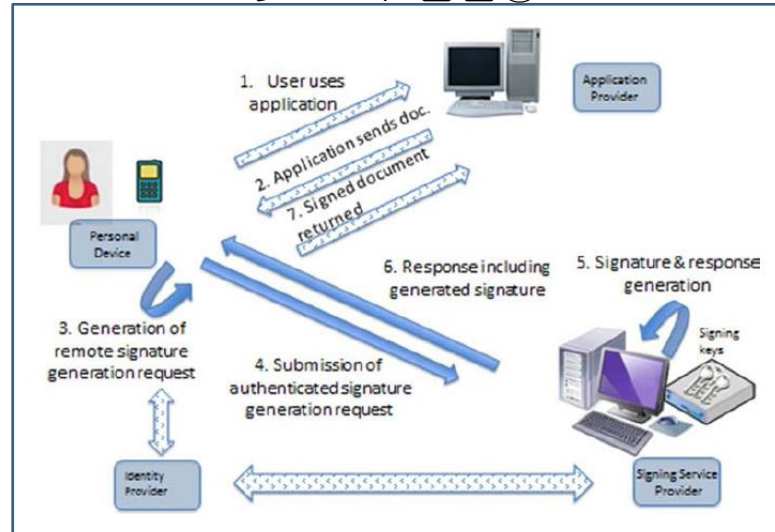 1. User uses
application
Application
Provider
2. Application sends doc.
7. Signed document
returned
Personal
Device
6. Response including
generated signature
5. Signature & response
generation
3. Generation of
remote signature
generation request
Signing
keys
4. Submission of
authenticated signature
generation request
Identity
Provider
Signing Service
Provider